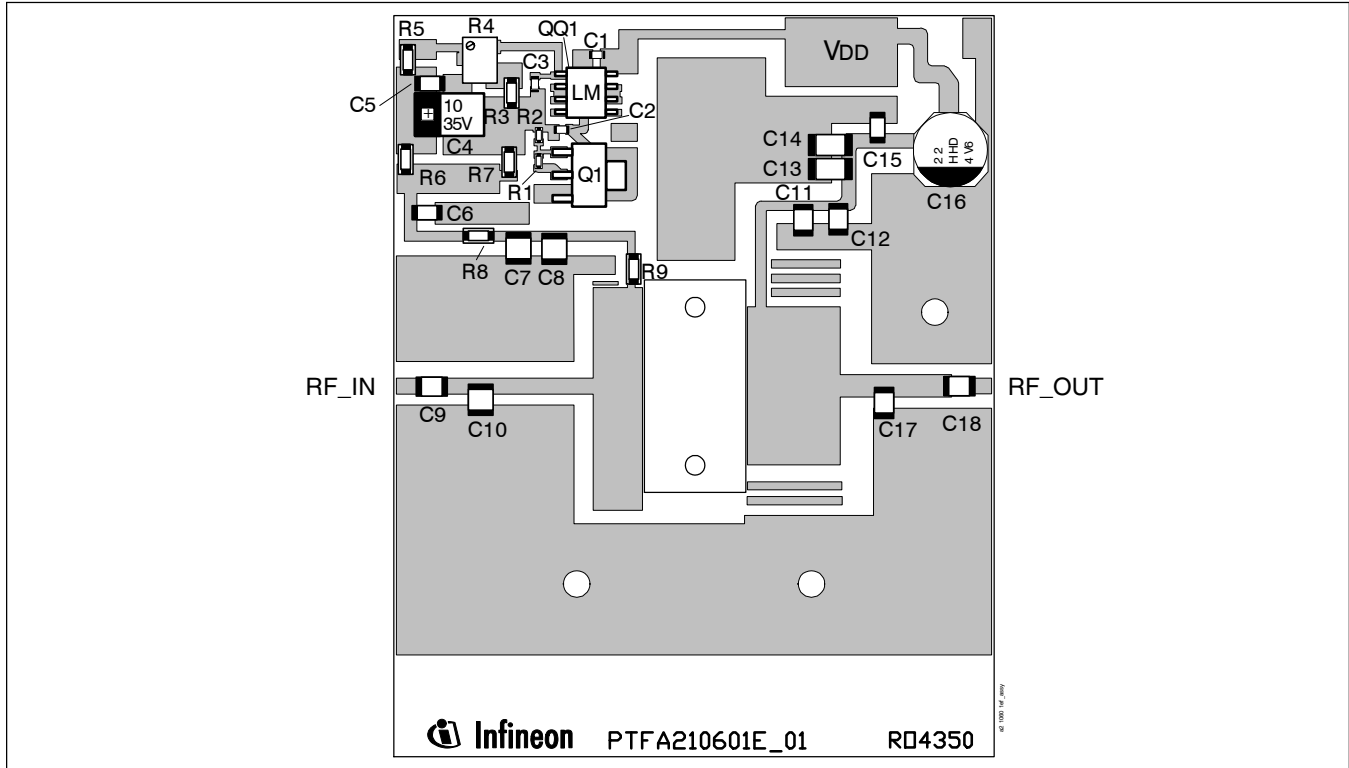 R5
R4
QQ1
C1
VDD
C3
LM
C5
10
35V
R3
R2
C2
C4
C14
C13
C15
22
HHD
4V6
R6
R7
R1
Q1
C11
C16
C6
C12
R8
C7
C8
R9
RF_IN
RF_OUT
C9
C10
C17
C18
Infineon
PTFA210601E_01
RO4350